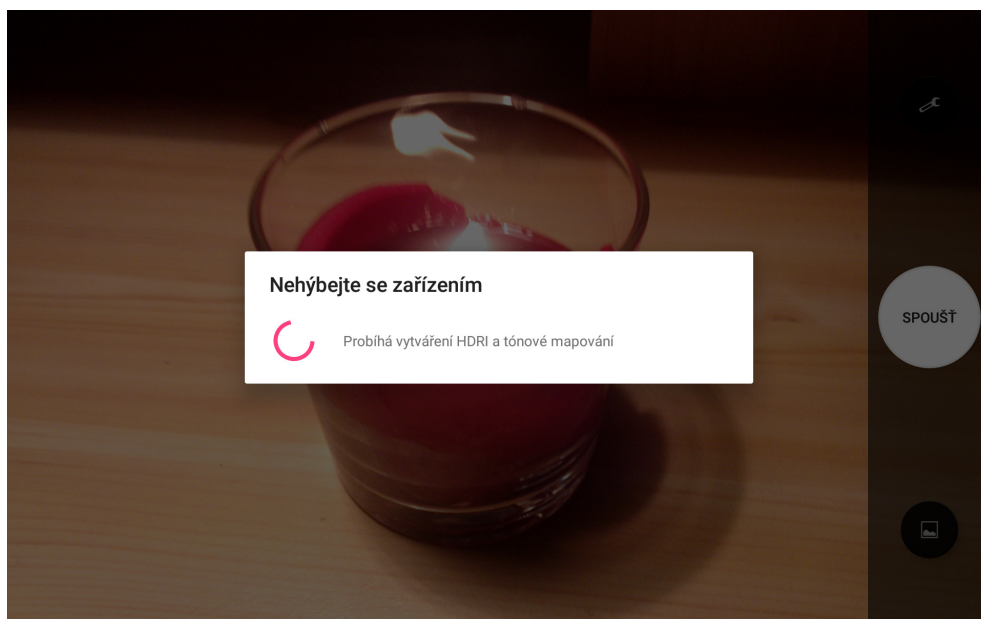 Nehýbejte se zařízením
Probíhá vytváření HDRI a tónové mapování
SPOUŠŤ